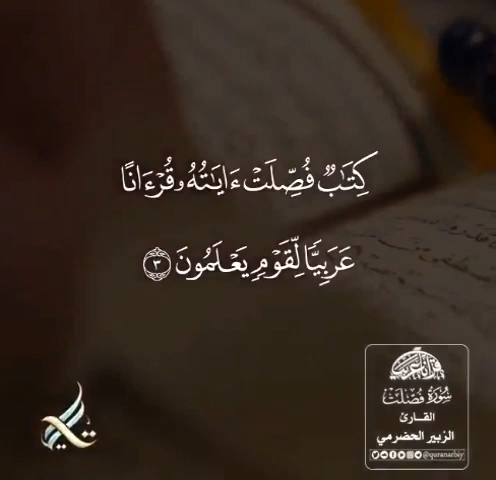 كِتَٰبٌ فُصِّلَتْ ءَايَٰتُهُۥ قُرْءَانًا
عَرَبِيًّا لِّقَوْمٍ يَعْلَمُونَ ٣
سُورَة فُصِّلَتْ
القارئ
الزبير الحضرمي
@quranarbiy